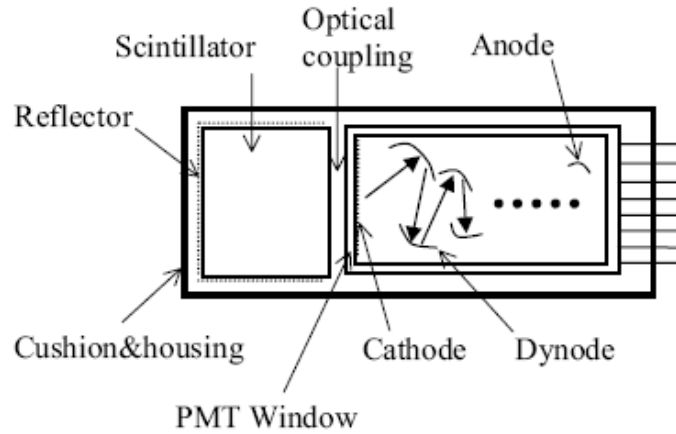 Scintillator
Optical
coupling
Anode
Reflector
Cushion&housing
Cathode
Dynode
PMT Window